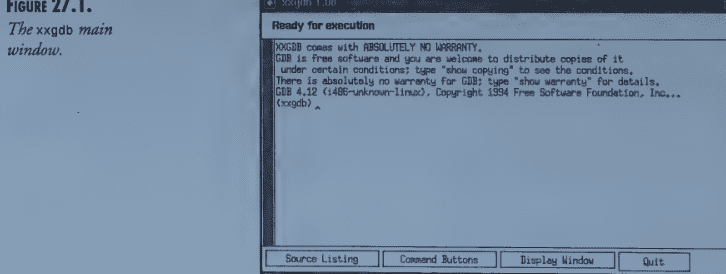 FIGURE 27.1.
The xxgdb main
window.
xxgdb 1.08
Ready for execution
XXGDB comes with ABSOLUTELY NO WARRANTY.
GDB is free software and you are welcome to distribute copies of it
under certain conditions; type "show copying" to see the conditions.
There is absolutely no warranty for GDB; type "show warranty" for details.
GDB 4.12 (i486-unknown-linux), Copyright 1994 Free Software Foundation, Inc...
(xxgdb)
Source Listing
Command Buttons
Display Window
Quit